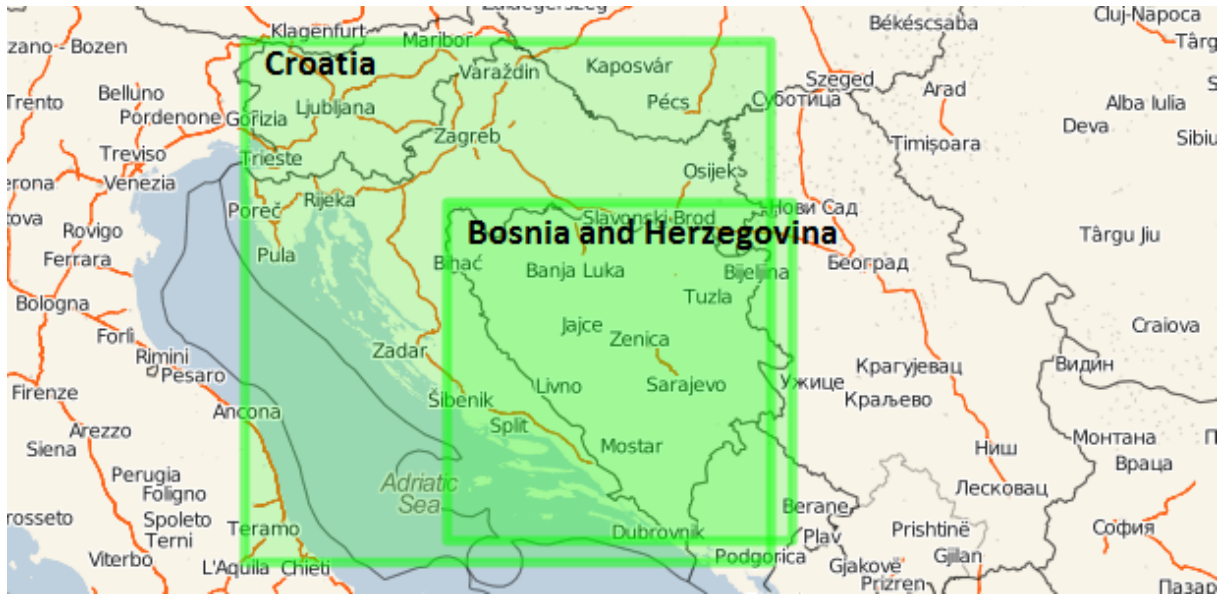 Zalaegerszeg
Klagenfurt
Maribor
Békéscsaba
Cluj-Napoca
Târg
zano - Bozen
Croatia
Varaždin
Kaposvár
Szeged
Trento
Belluno
Ljubljana
Pécs
Суботица
Arad
Alba Iulia
Pordenone
Gorizia
Zagreb
Deva
Sibiu
Treviso
Trieste
Timișoara
erona
Venezia
Osijek
Poreč
Rijeka
Slavonski Brod
Нови Сад
tova
Rovigo
Bosnia and Herzegovina
Târgu Jiu
Ferrara
Pula
Bihać
Banja Luka
Bijeljina
Београд
Bologna
Tuzla
Forlì
Jajce
Zenica
Craiova
Rimini
Zadar
Pesaro
Крагујевац
Видин
Firenze
Livno
Sarajevo
Ужице
Краљево
Ancona
Šibenik
Arezzo
Split
Siena
Mostar
Ниш
Монтана
Враца
Perugia
Foligno
Adriatic
Sea
Лесковац
rosseto
Spoleto
Terni
Teramo
Dubrovnik
Berane
Plav
Prishtinë
София
Viterbo
L'Aquila
Chieti
Podgorica
Gjakovë
Gjilan
Prizren
Пазар